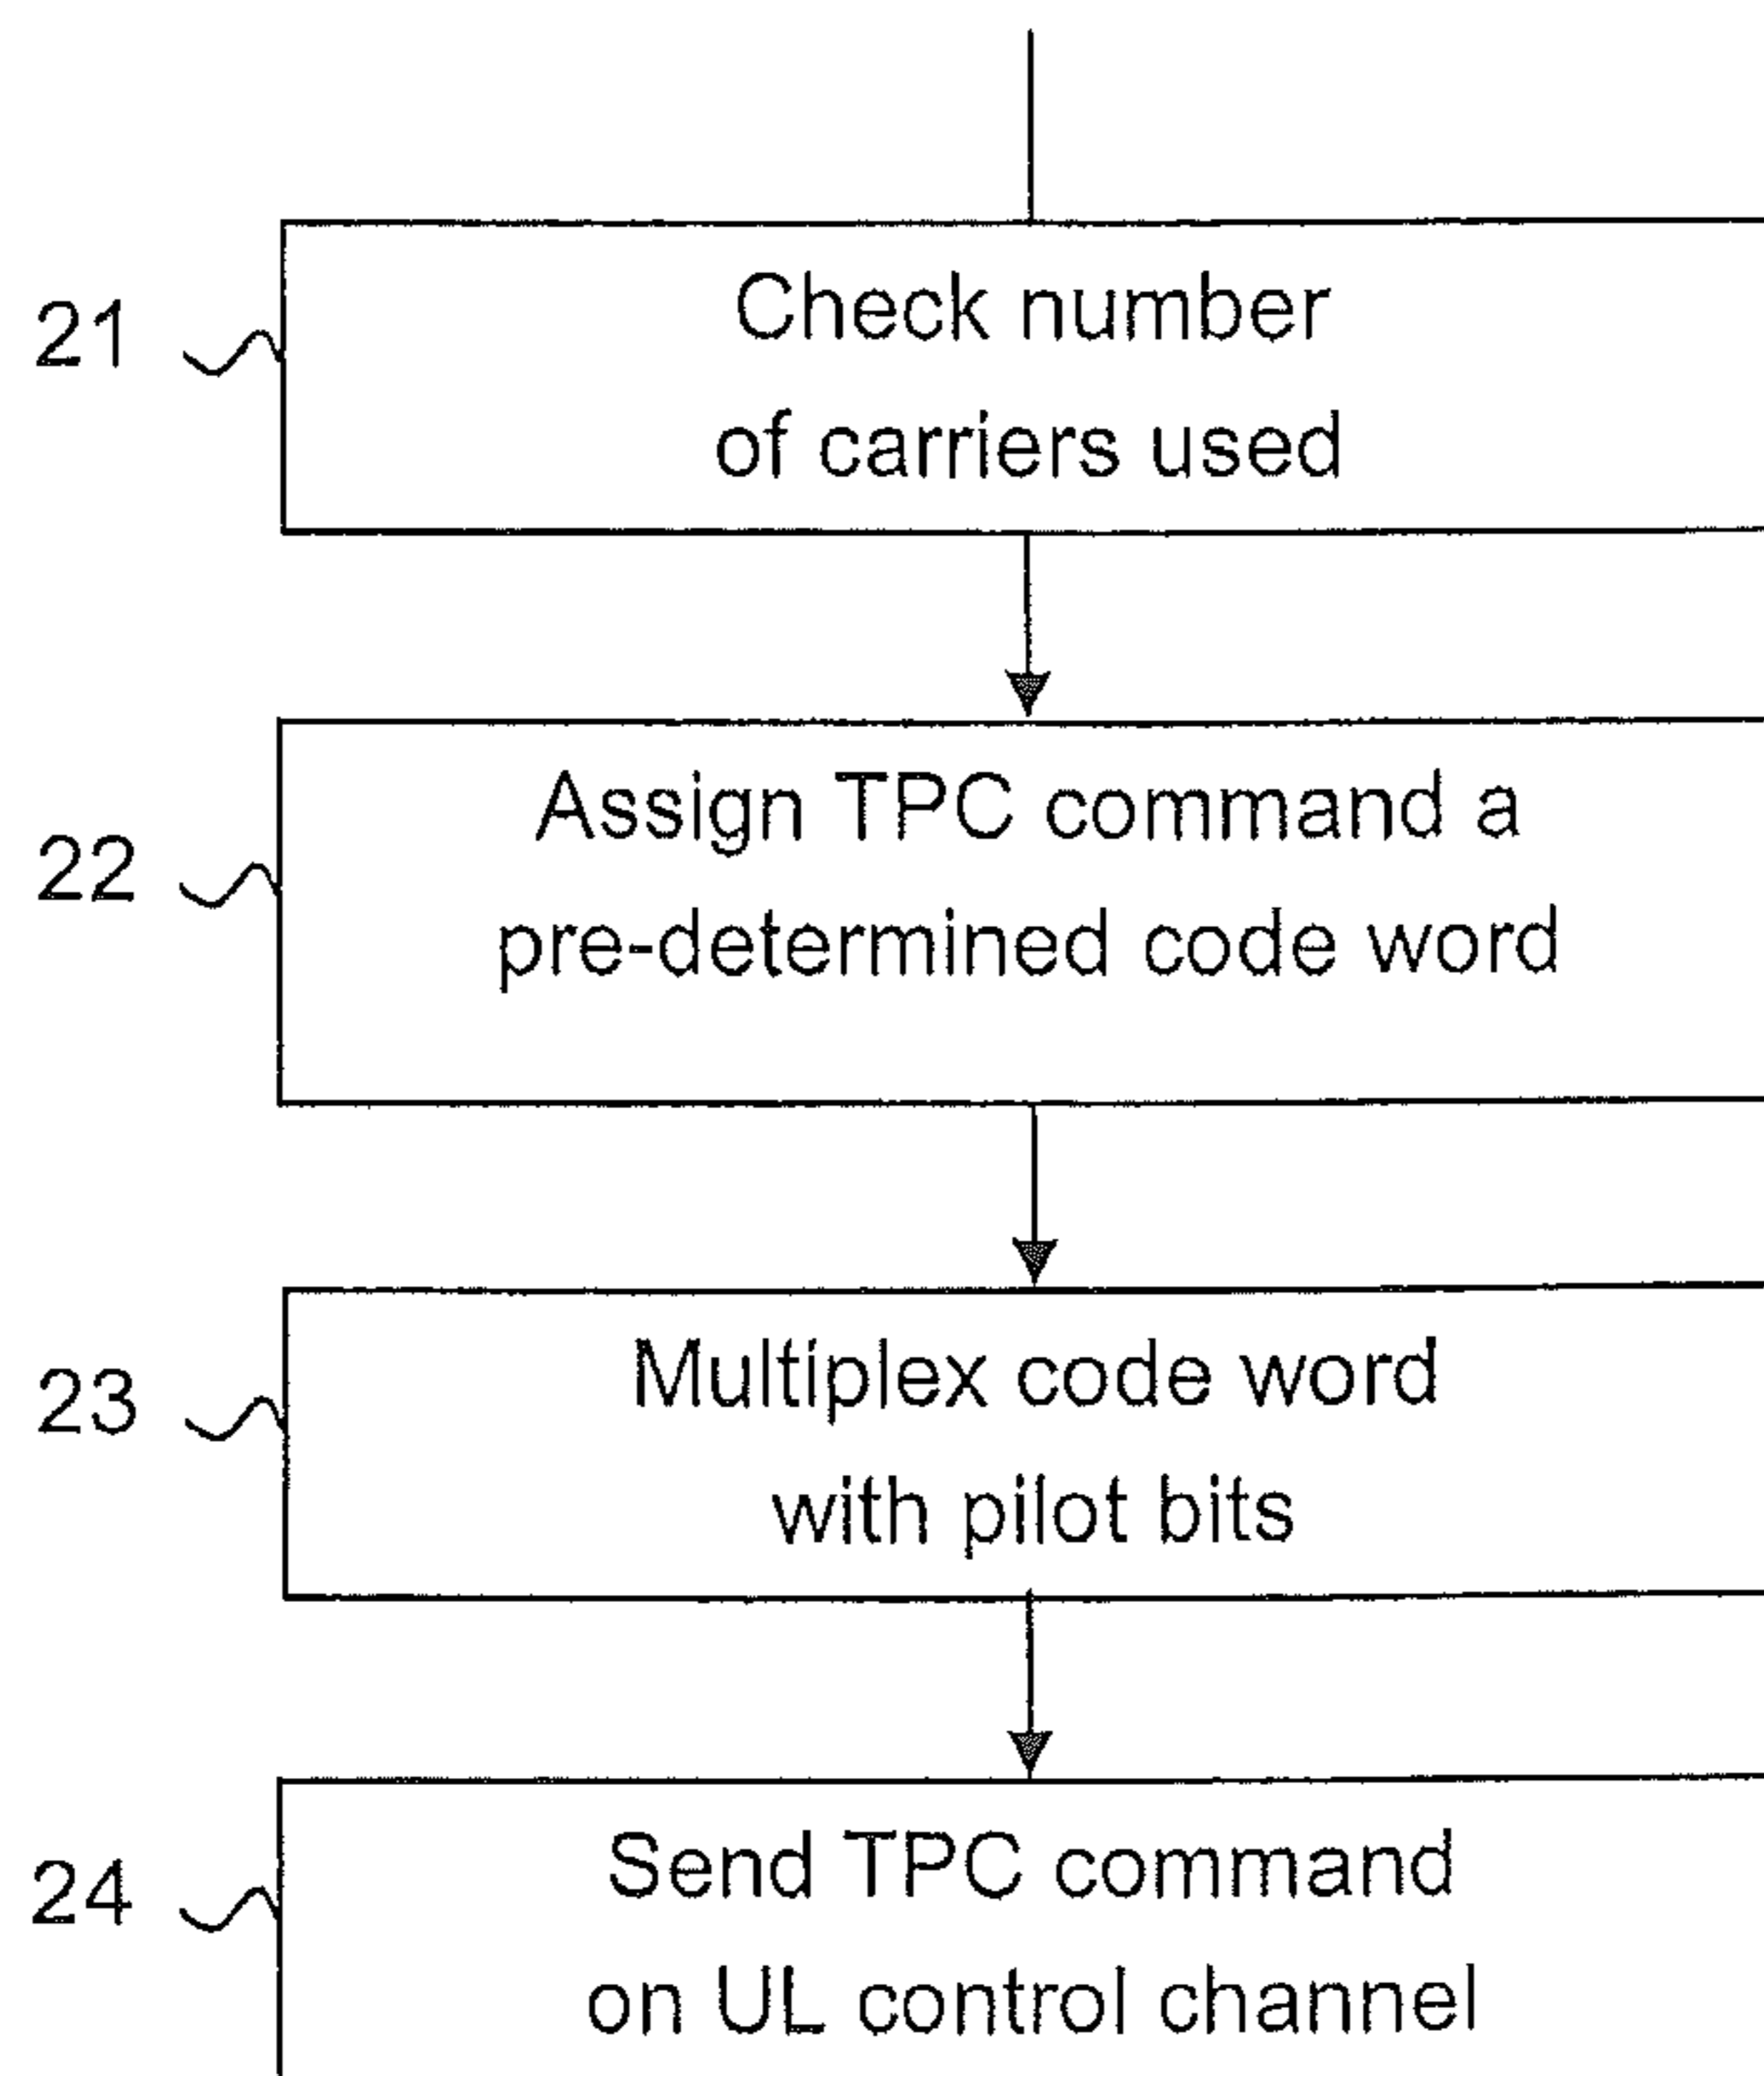 21
Check number
of carriers used
22
Assign TPC command a
pre-determined code word
23
Multiplex code word
with pilot bits
24
Send TPC command
on UL control channel